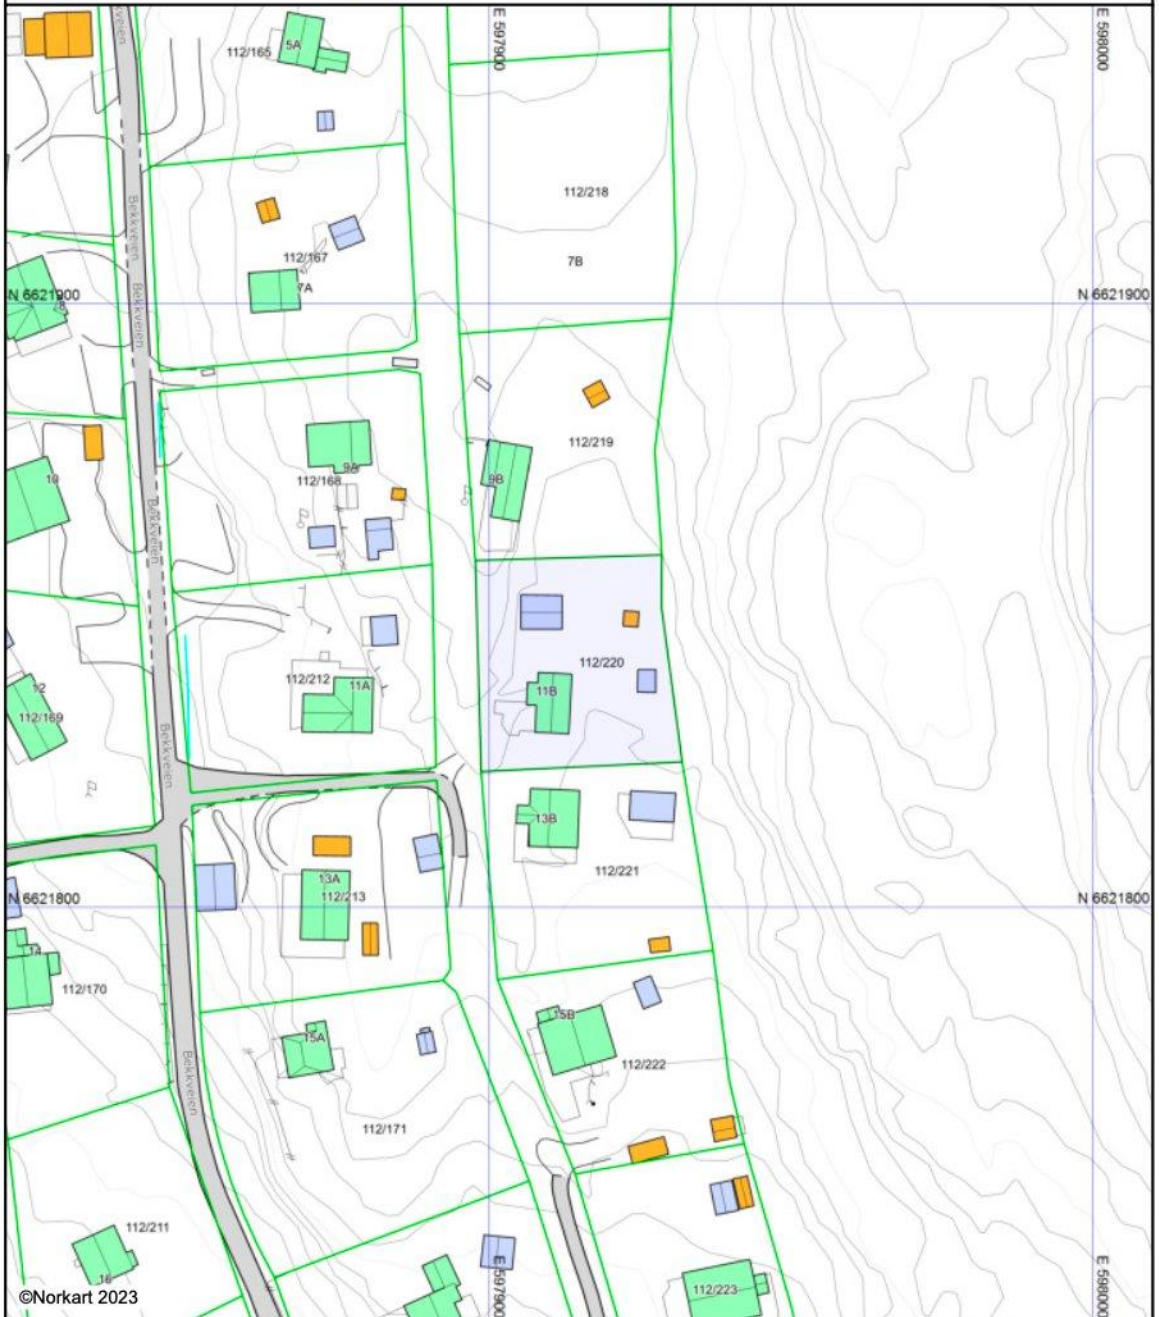 kveien
E 597900
E 598000
5A
112/165
112/218
Bekkveien
112/167
7B
7A
N 6621900
N 6621900
8
Bekkveien
112/219
9A
10
112/168
9B
Bekkveien
112/220
112/212
11A
11B
12
112/169
Bekkveien
13B
112/221
13A
112/213
N 6621800
N 6621800
14
112/170
15B
15A
112/222
Bekkveien
112/171
112/211
16
E 597900
E 598000
112/223
©Norkart 2023